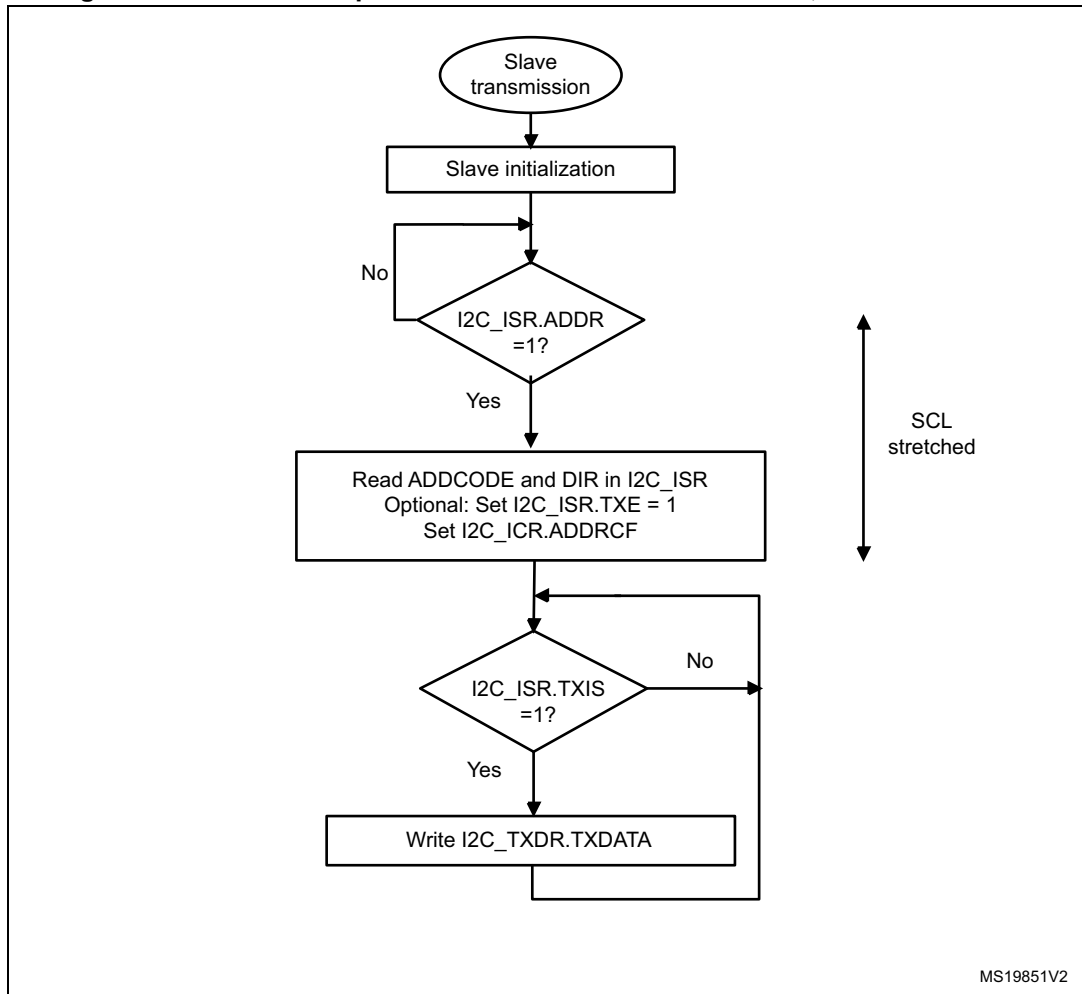 Slave
transmission
Slave initialization
No
I2C_ISR.ADDR
=1?
Yes
SCL
stretched
Read ADDCODE and DIR in I2C_ISR
Optional: Set I2C_ISR.TXE = 1
Set I2C_ICR.ADDRCF
No
I2C_ISR.TXIS
=1?
Yes
Write I2C_TXDR.TXDATA
MS19851V2